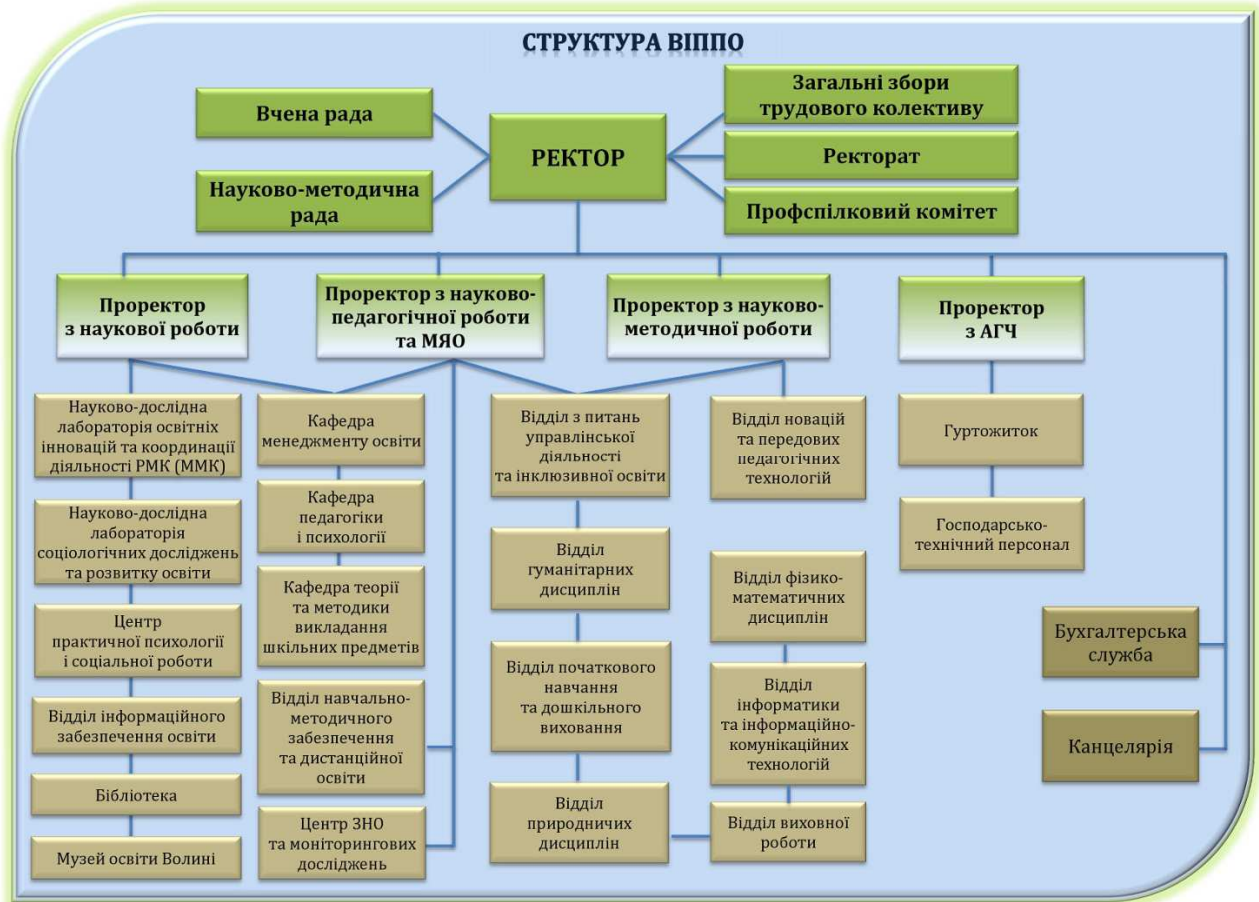 СТРУКТУРА ВІППО
Вчена рада
Науково-методична
рада
РЕКТОР
Загальні збори
трудового колективу
Ректорат
Профспілковий комітет
Проректор
з наукової роботи
Проректор з науково-
педагогічної роботи
та МЯО
Проректор з науково-
методичної роботи
Проректор
з АГЧ
Науково-дослідна
лабораторія освітніх
інновацій та координації
діяльності РМК (ММК)
Науково-дослідна
лабораторія
соціологічних досліджень
та розвитку освіти
Центр
практичної психології
і соціальної роботи
Відділ інформаційного
забезпечення освіти
Бібліотека
Музей освіти Волині
Кафедра
менеджменту освіти
Кафедра
педагогіки
і психології
Кафедра теорії
та методики
викладання
шкільних предметів
Відділ навчально-
методичного
забезпечення
та дистанційної
освіти
Центр ЗНО
та моніторингових
досліджень
Відділ з питань
управлінської
діяльності
та інклюзивної освіти
Відділ
гуманітарних
дисциплін
Відділ початкового
навчання
та дошкільного
виховання
Відділ
природничих
дисциплін
Відділ новацій
та передових
педагогічних
технологій
Відділ фізико-
математичних
дисциплін
Відділ
інформатики
та інформаційно-
комунікаційних
технологій
Відділ виховної
роботи
Гуртожиток
Господарсько-
технічний персонал
Бухгалтерська
служба
Канцелярія